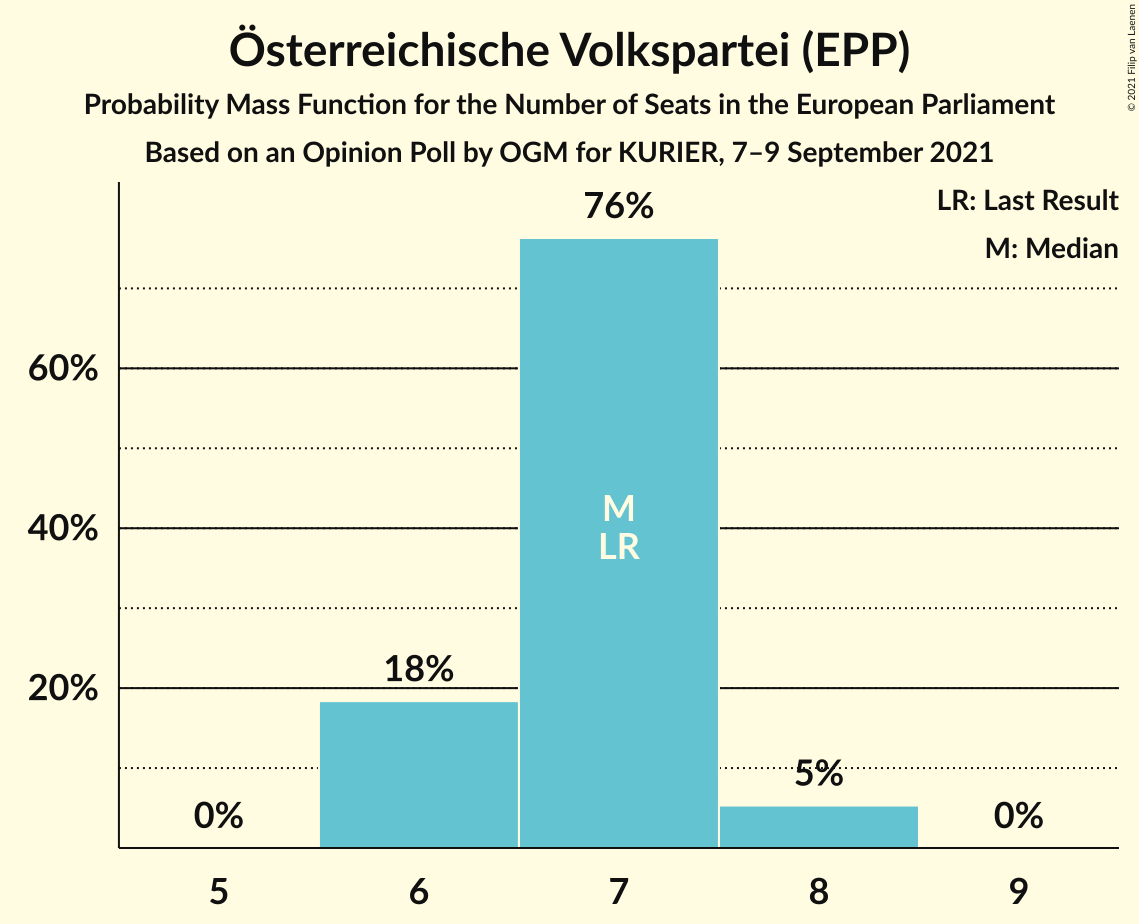 Österreichische Volkspartei (EPP)
Probability Mass Function for the Number of Seats in the European Parliament
Based on an Opinion Poll by OGM for KURIER, 7–9 September 2021
© 2021 Filip van Laenen
LR: Last Result
M: Median
76%
60%
40%
20%
M
LR
18%
5%
0%
0%
5
6
7
8
9